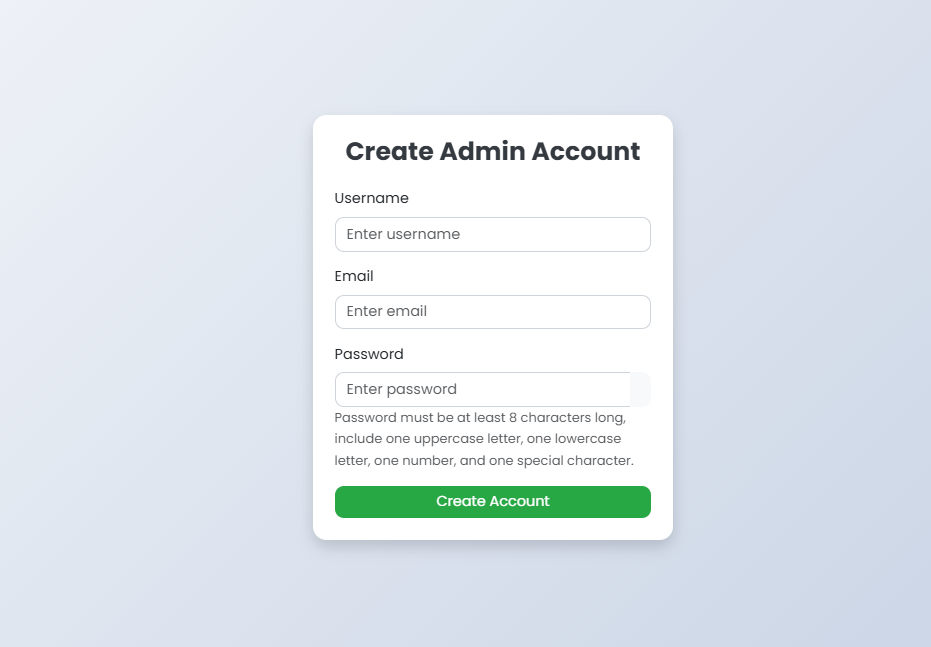 Create Admin Account
Username
Enter username
Email
Enter email
Password
Enter password
Password must be at least 8 characters long,
include one uppercase letter, one lowercase
letter, one number, and one special character.
Create Account